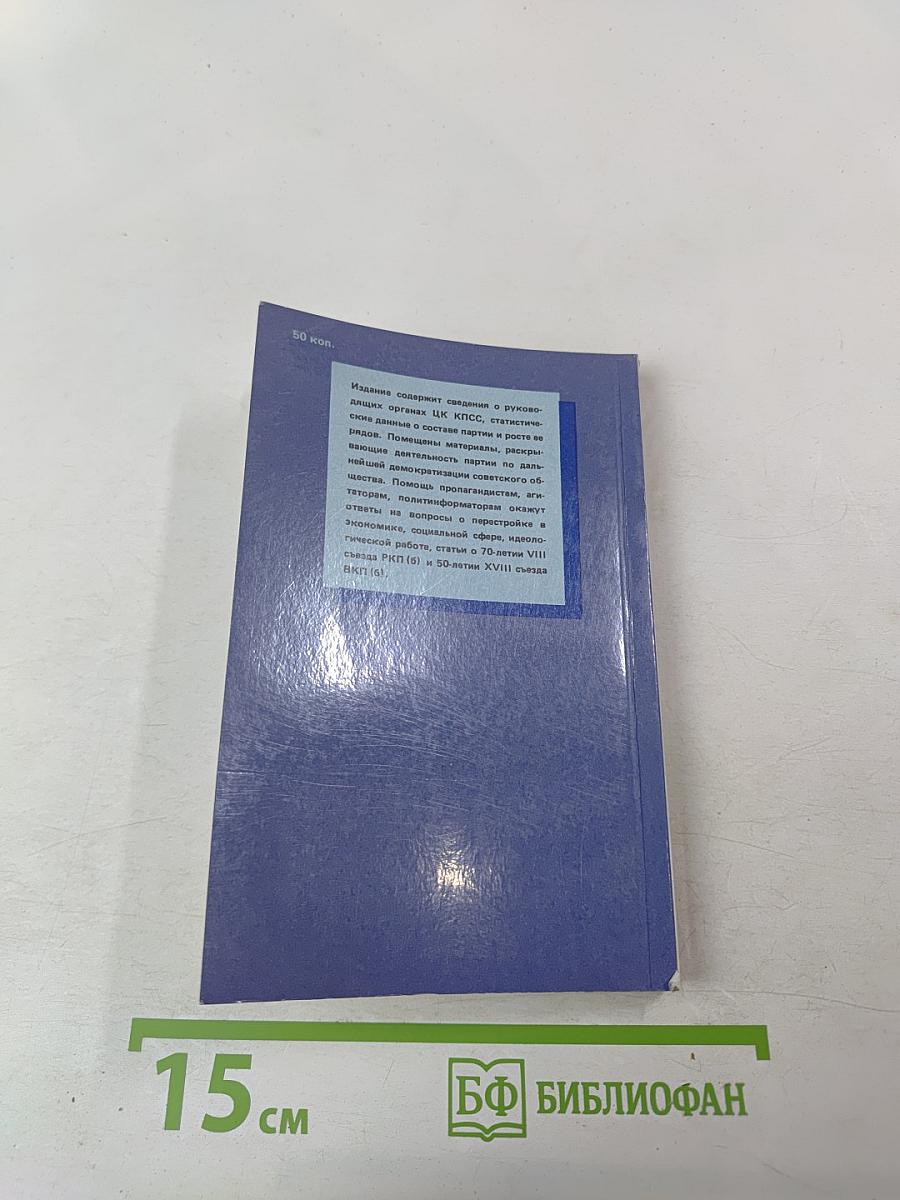 50 коп.
Издание содержит сведения о руково-
дящих органах ЦК КПСС, статистиче-
ские данные о составе партии и росте ее
рядов. Помещены материалы, раскры-
вающие деятельность партии по даль-
нейшей демократизации советского об-
щества. Помощь пропагандистам, аги-
таторам, политинформаторам окажут
ответы на вопросы о перестройке в
экономике, социальной сфере, идеоло-
гической работе, статьи о 70-летии VIII
съезда РКП(б) и 50-летии XVIII съезда
ВКП(б).
15 см
БФ БИБЛИОФАН